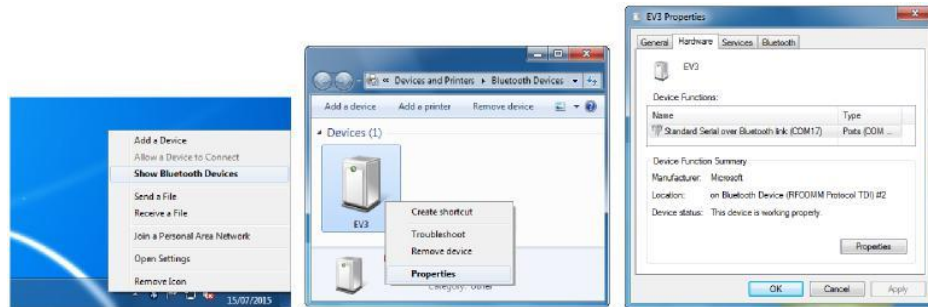 Add a Device
Allow a Device to Connect
Show Bluetooth Devices
Send a File
Receive a File
Join a Personal Area Network
Open Settings
Remove Icon
15/07/2015
« Devices and Printers ▸ Bluetooth Devices
Add a device Add a printer Remove device
Devices (1)
EV3
Create shortcut
Troubleshoot
Remove device
Properties
Category: Other
EV3 Properties
General Hardware Services Bluetooth
EV3
Device Functions:
Name Type
Standard Serial over Bluetooth link (COM17) Ports (COM ...
Device Function Summary
Manufacturer: Microsoft
Location: on Bluetooth Device (RFCOMM Protocol TDI) #2
Device status: This device is working properly.
Properties
OK Cancel Apply